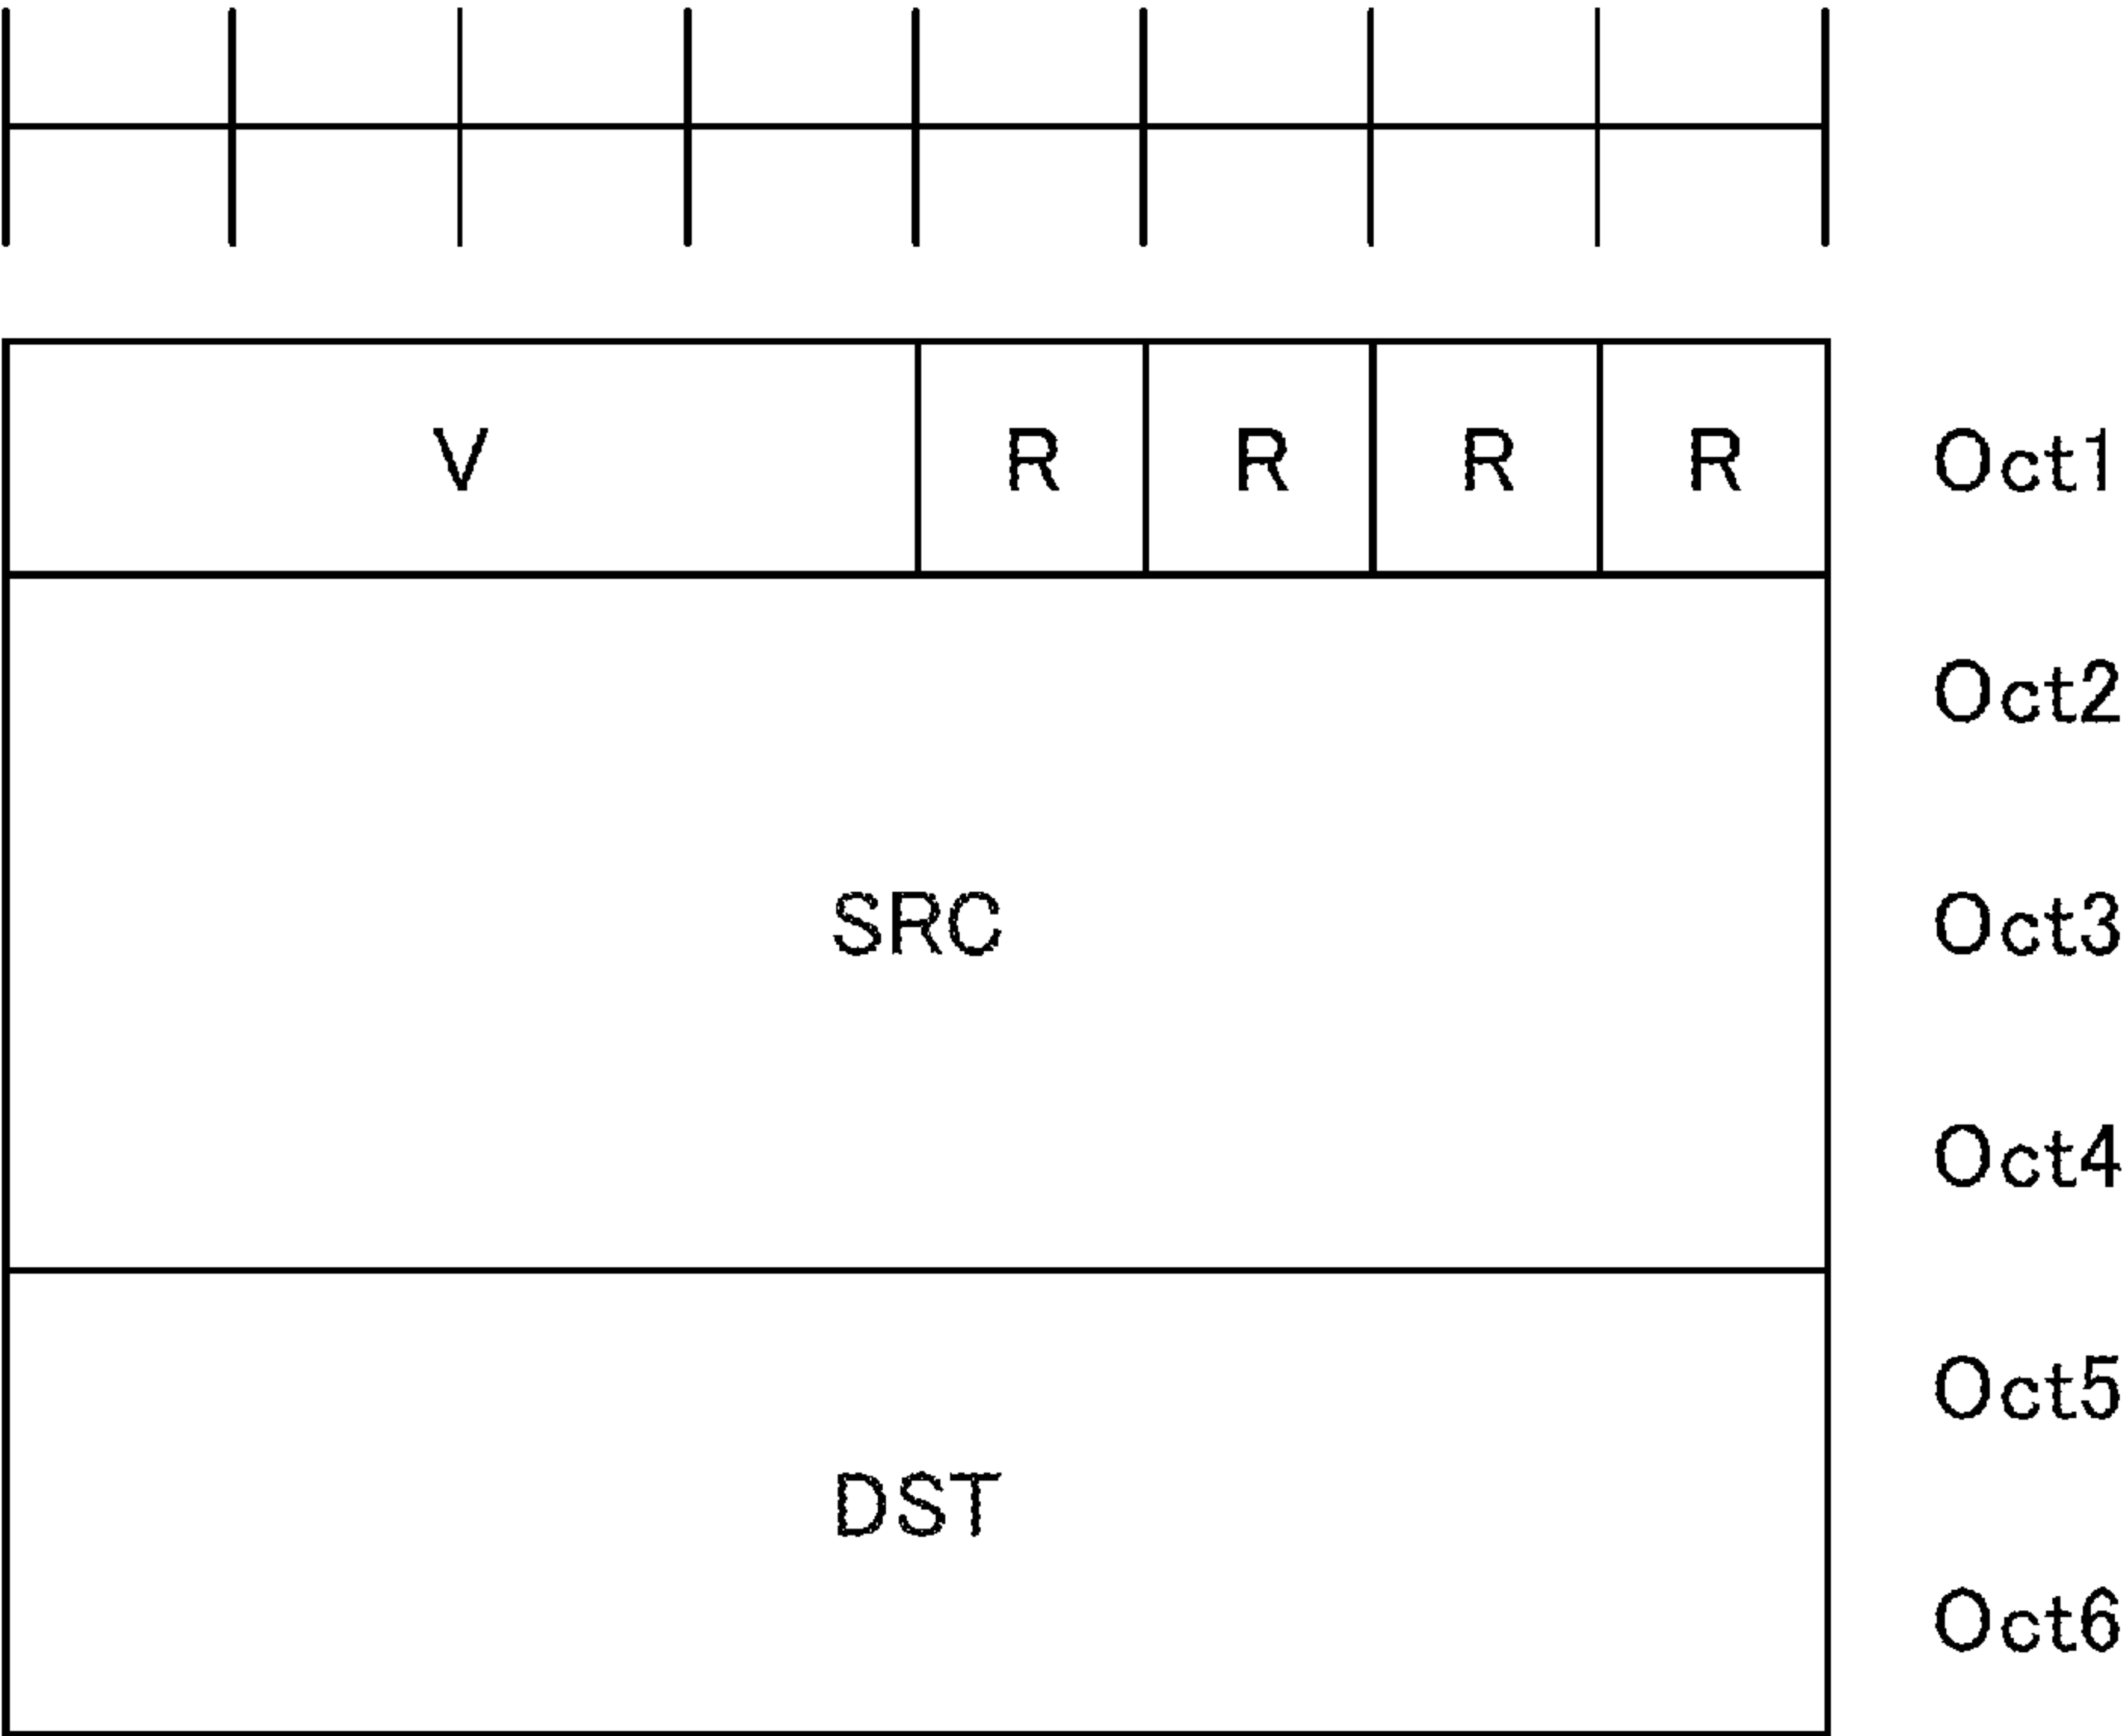 V R R R R Oct1
Oct2
SRC Oct3
Oct4
Oct5
DST
Oct6